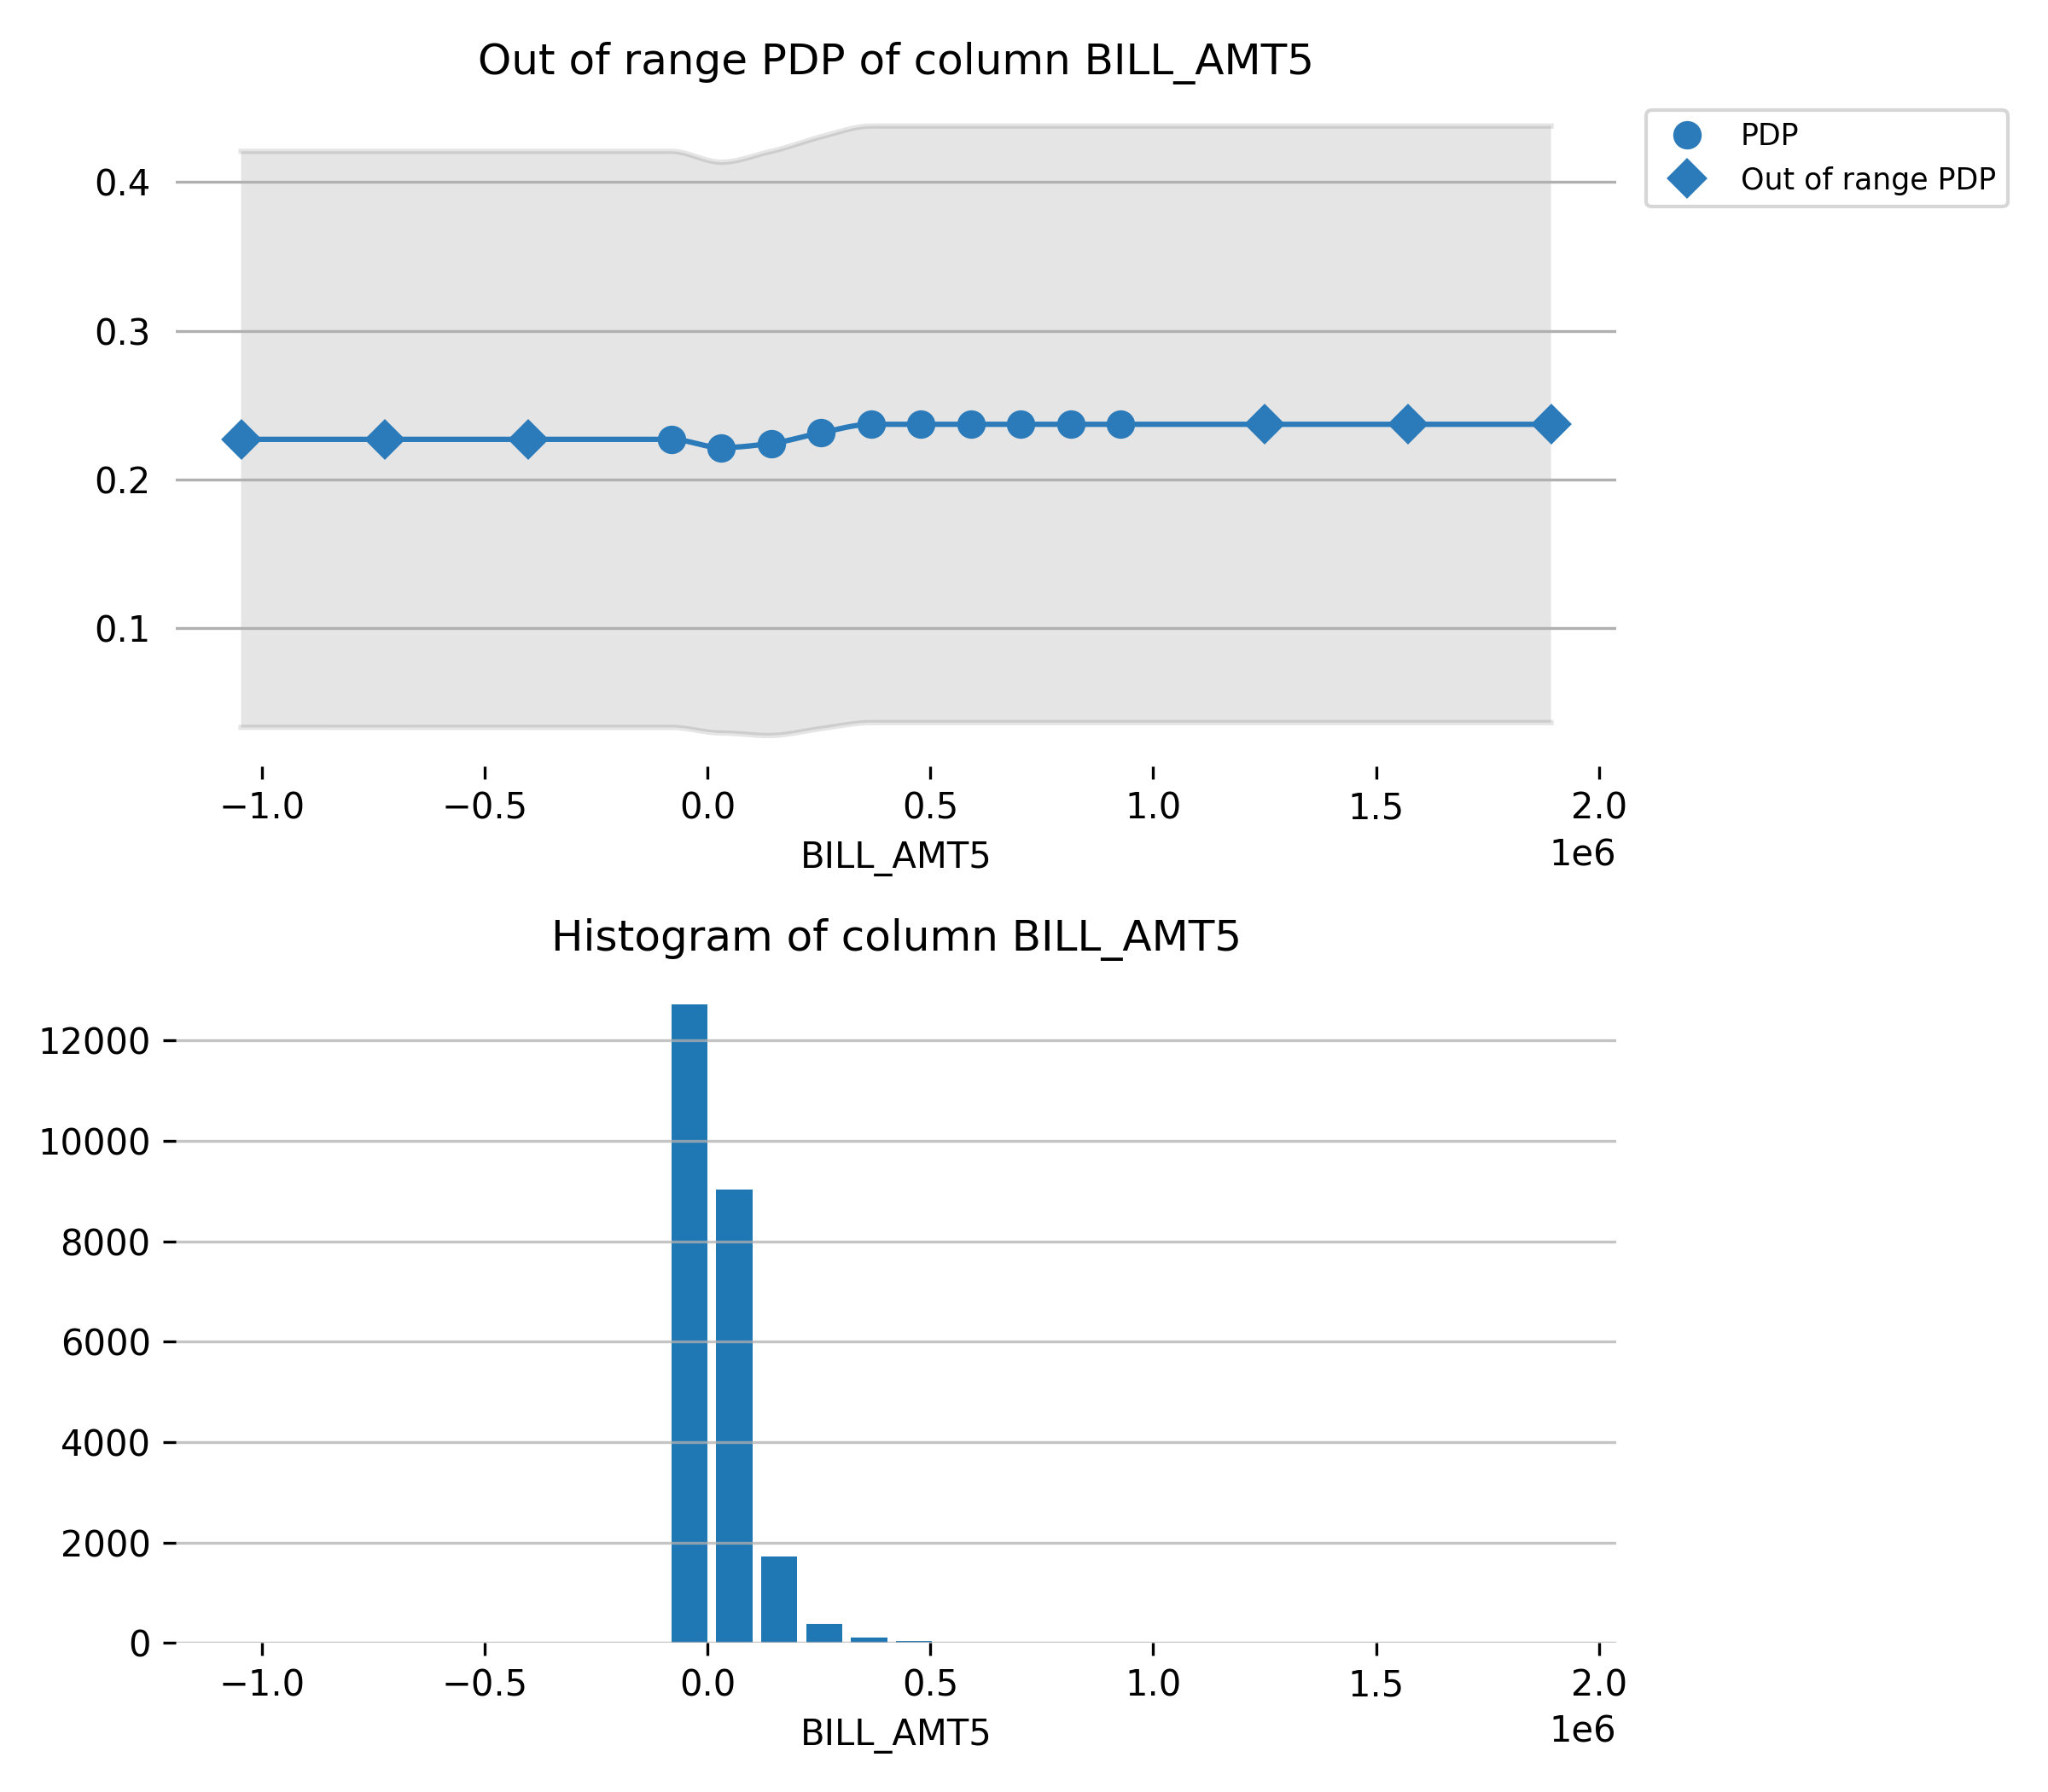 Out of range PDP of column BILL_AMT5
PDP
Out of range PDP
0.4
0.3
0.2
0.1
−1.0 −0.5 0.0 0.5 1.0 1.5 2.0
BILL_AMT5
1e6
Histogram of column BILL_AMT5
12000
10000
8000
6000
4000
2000
0
−1.0 −0.5 0.0 0.5 1.0 1.5 2.0
BILL_AMT5
1e6